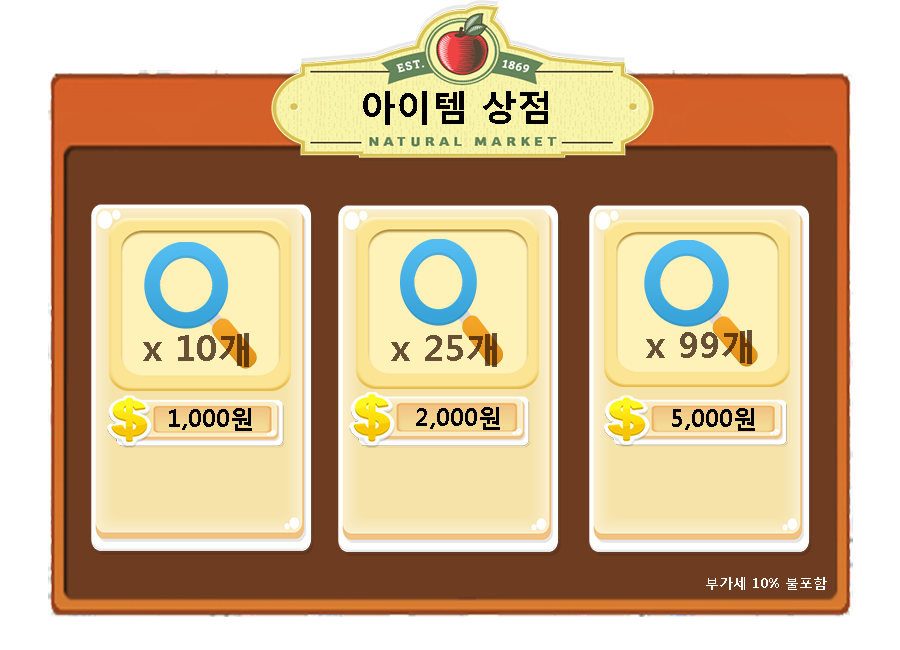 EST. 1869
아이템 상점
NATURAL MARKET
x 10개
1,000원
x 25개
2,000원
x 99개
5,000원
부가세 10% 불포함